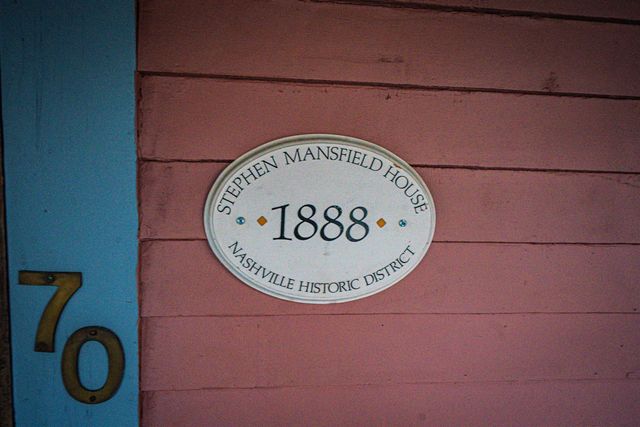 STEPHEN MANSFIELD HOUSE
1888
NASHVILLE HISTORIC DISTRICT
70